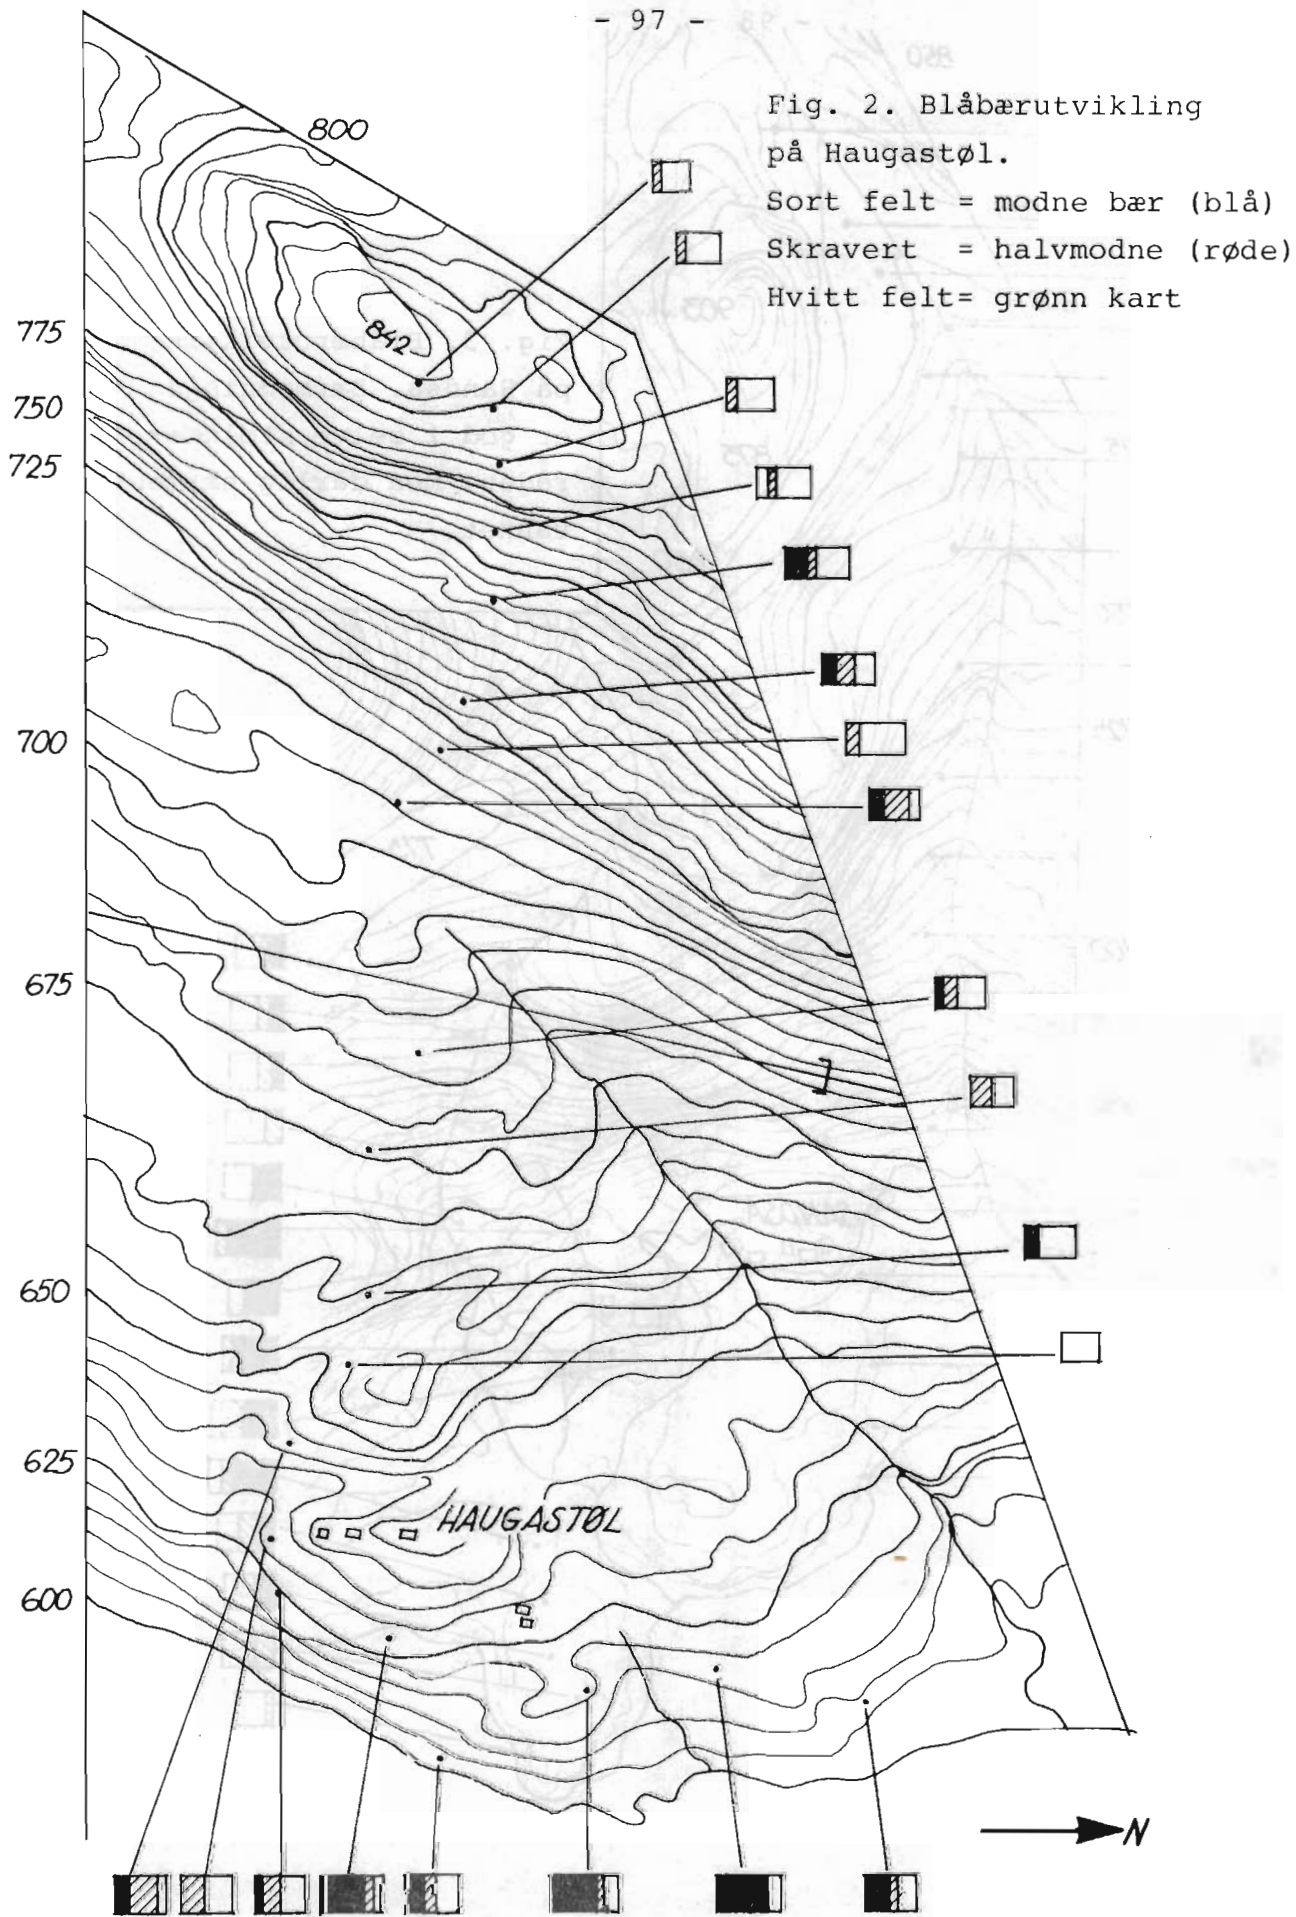 - 97 -
Fig. 2. Blåbærutvikling
på Haugastøl.
Sort felt = modne bær (blå)
Skravert = halvmodne (røde)
Hvitt felt= grønn kart
800
842
775
750
725
700
675
650
625
600
HAUGASTØL
N